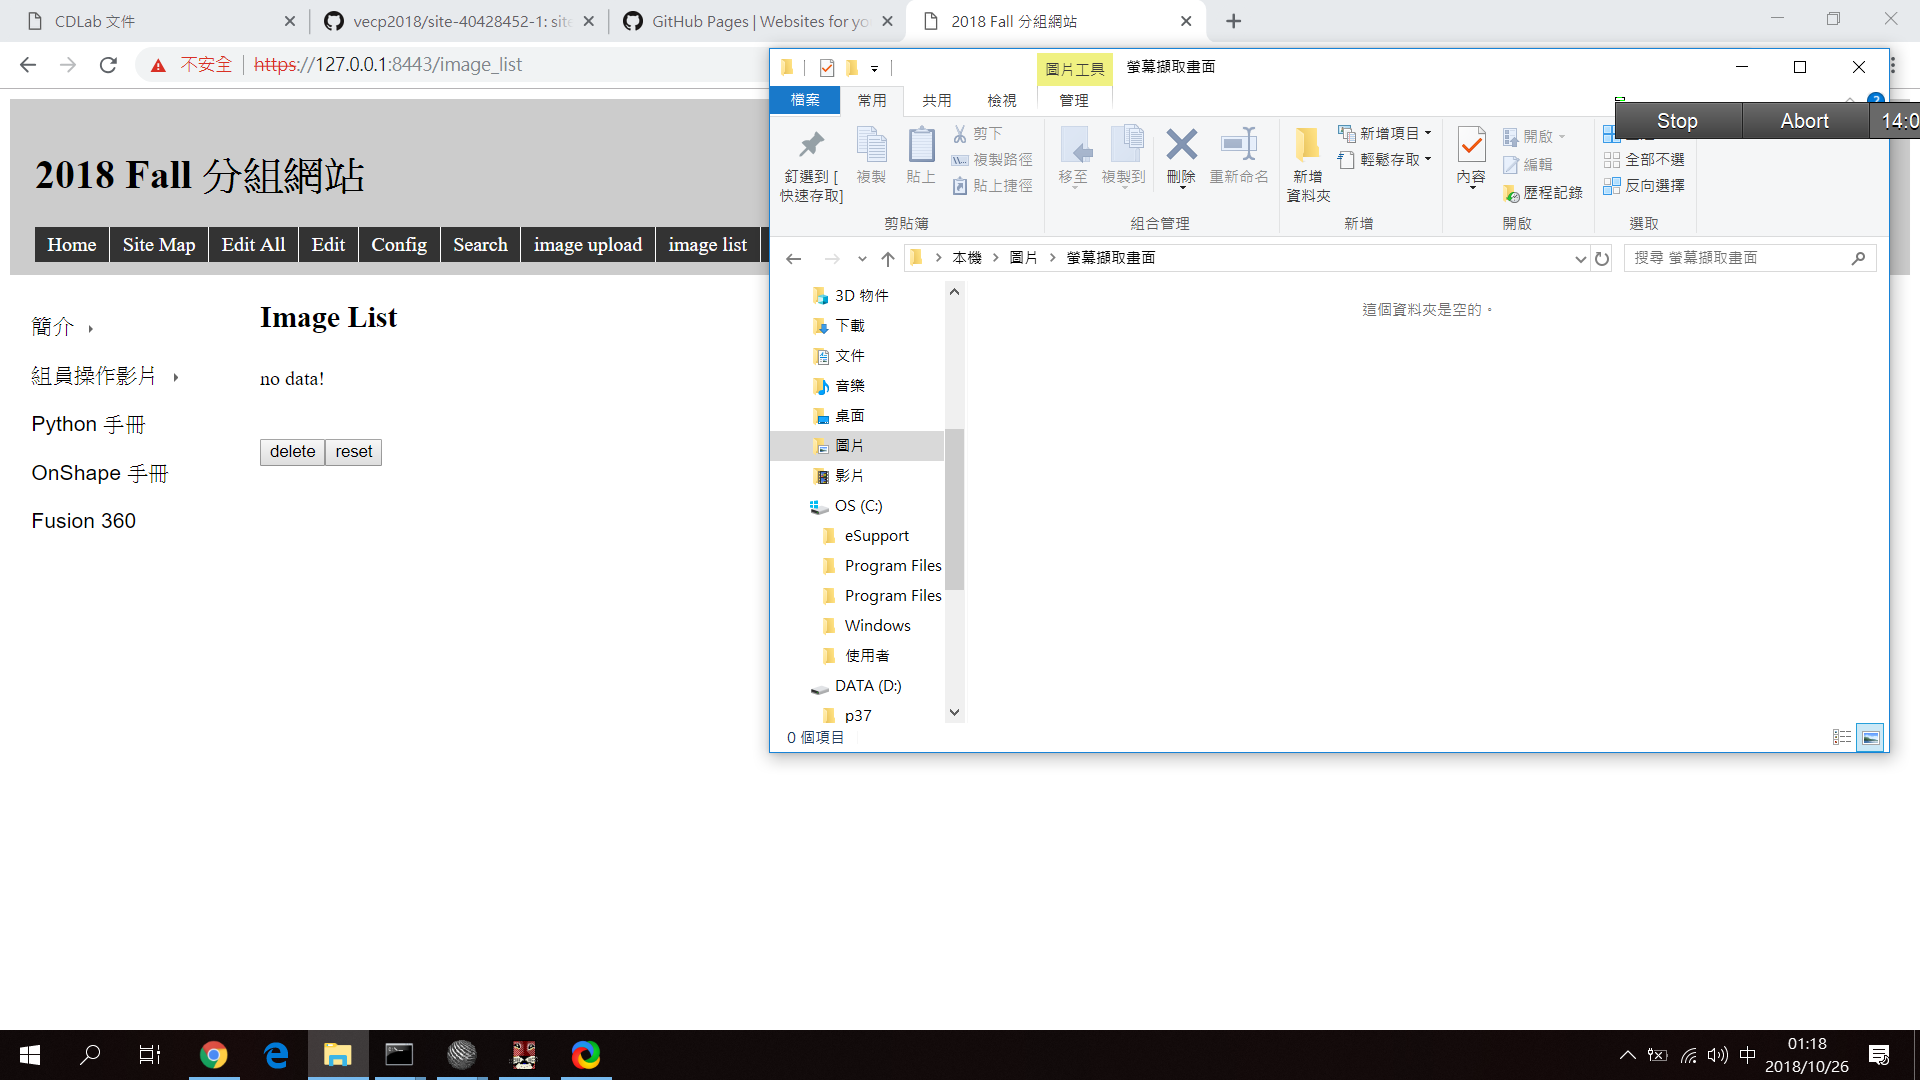 CDLab 文件
vecp2018/site-40428452-1: site
GitHub Pages | Websites for yo
2018 Fall 分組網站
不安全
https://127.0.0.1:8443/image_list
2018 Fall 分組網站
Home
Site Map
Edit All
Edit
Config
Search
image upload
image list
簡介
組員操作影片
Python 手冊
OnShape 手冊
Fusion 360
Image List
no data!
delete
reset
圖片工具
螢幕擷取畫面
檔案
常用
共用
檢視
管理
釘選到 [
快速存取]
複製
貼上
剪下
複製路徑
貼上捷徑
剪貼簿
移至
複製到
刪除
重新命名
組合管理
新增
資料夾
新增項目
輕鬆存取
新增
內容
開啟
編輯
歷程記錄
開啟
全部不選
反向選擇
選取
Stop
Abort
14:0
本機
圖片
螢幕擷取畫面
搜尋 螢幕擷取畫面
3D 物件
下載
文件
音樂
桌面
圖片
影片
OS (C:)
eSupport
Program Files
Program Files
Windows
使用者
DATA (D:)
p37
這個資料夾是空的。
0 個項目
中
01:18
2018/10/26